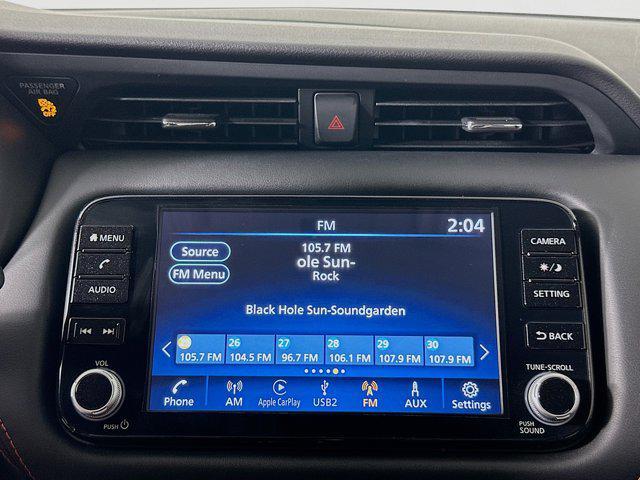 PASSENGER
AIR BAG
OFF
MENU
AUDIO
VOL
PUSH
FM
2:04
Source
FM Menu
105.7 FM
ole Sun-
Rock
Black Hole Sun-Soundgarden
105.7 FM
26
104.5 FM
27
96.7 FM
28
106.1 FM
29
107.9 FM
30
107.9 FM
Phone
AM
Apple CarPlay
USB2
FM
AUX
Settings
CAMERA
SETTING
BACK
TUNE-SCROLL
PUSH
SOUND